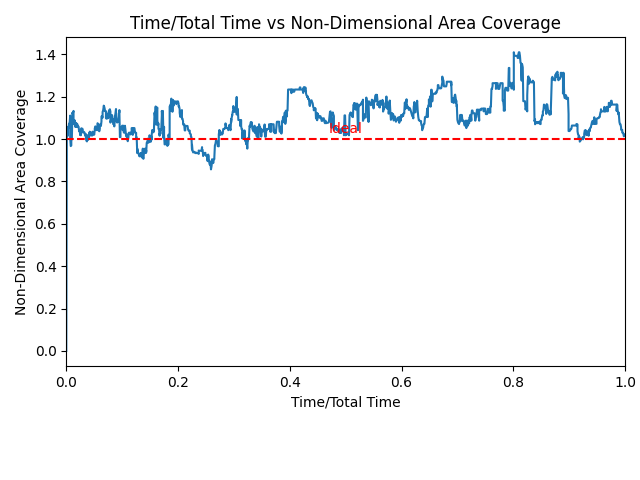 Time/Total Time vs Non-Dimensional Area Coverage
1.4
1.2
1.0
0.8
0.6
0.4
0.2
0.0
Non-Dimensional Area Coverage
Ideal
0.0 0.2 0.4 0.6 0.8 1.0
Time/Total Time